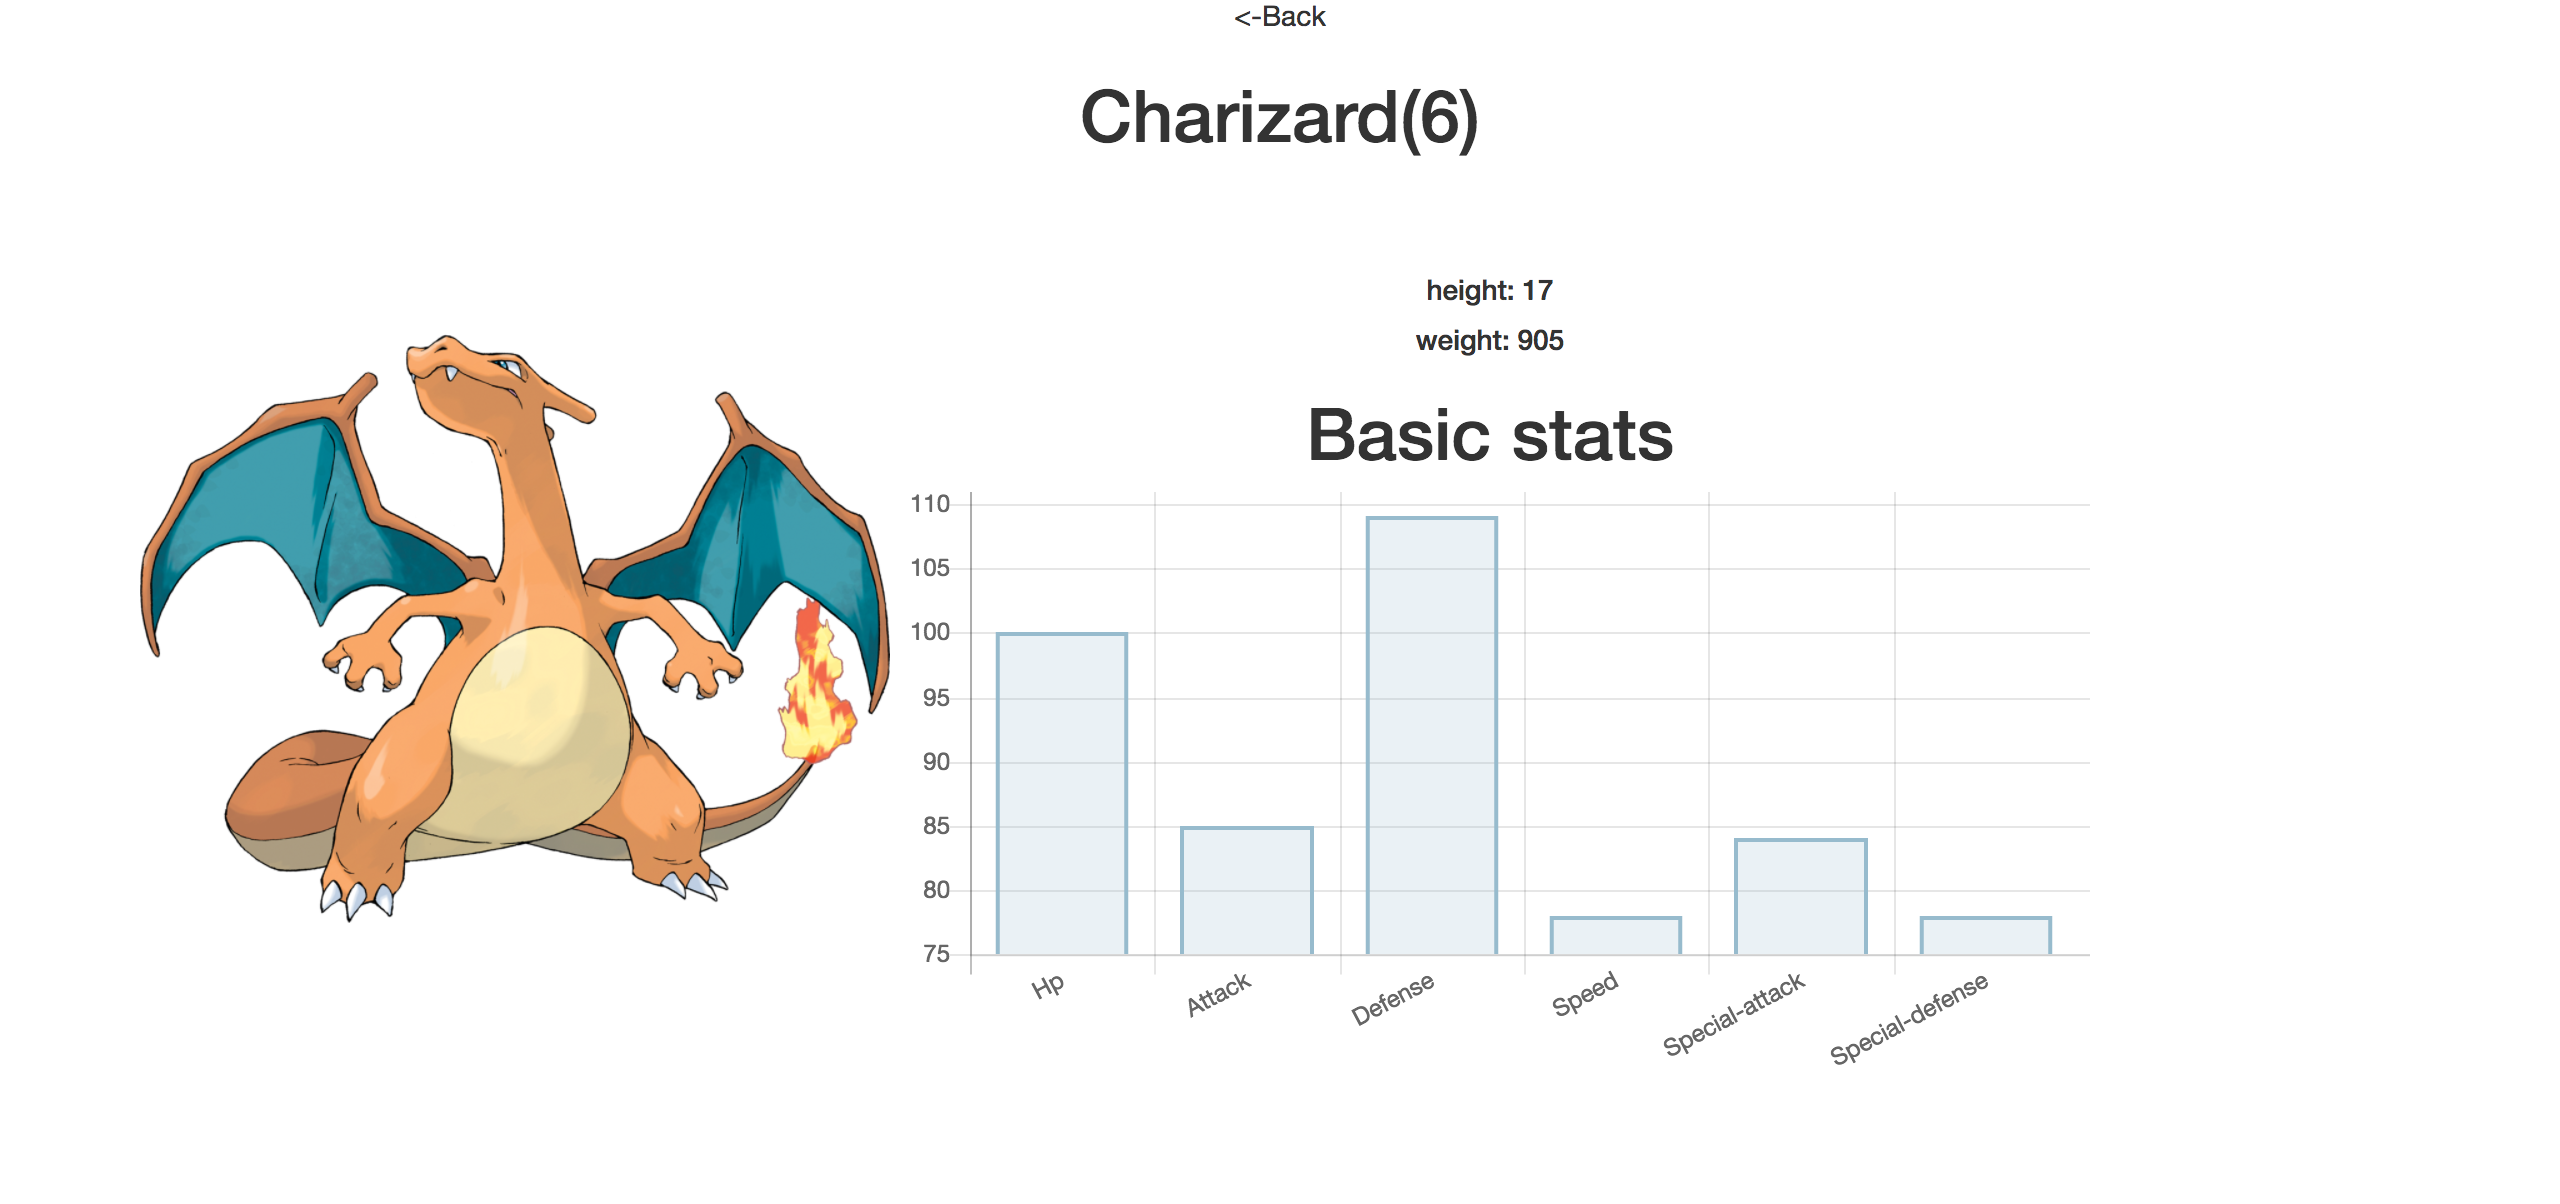 <-Back
Charizard(6)
height: 17
weight: 905
Basic stats
110
105
100
95
90
85
80
75
Hp
Attack
Defense
Speed
Special-attack
Special-defense